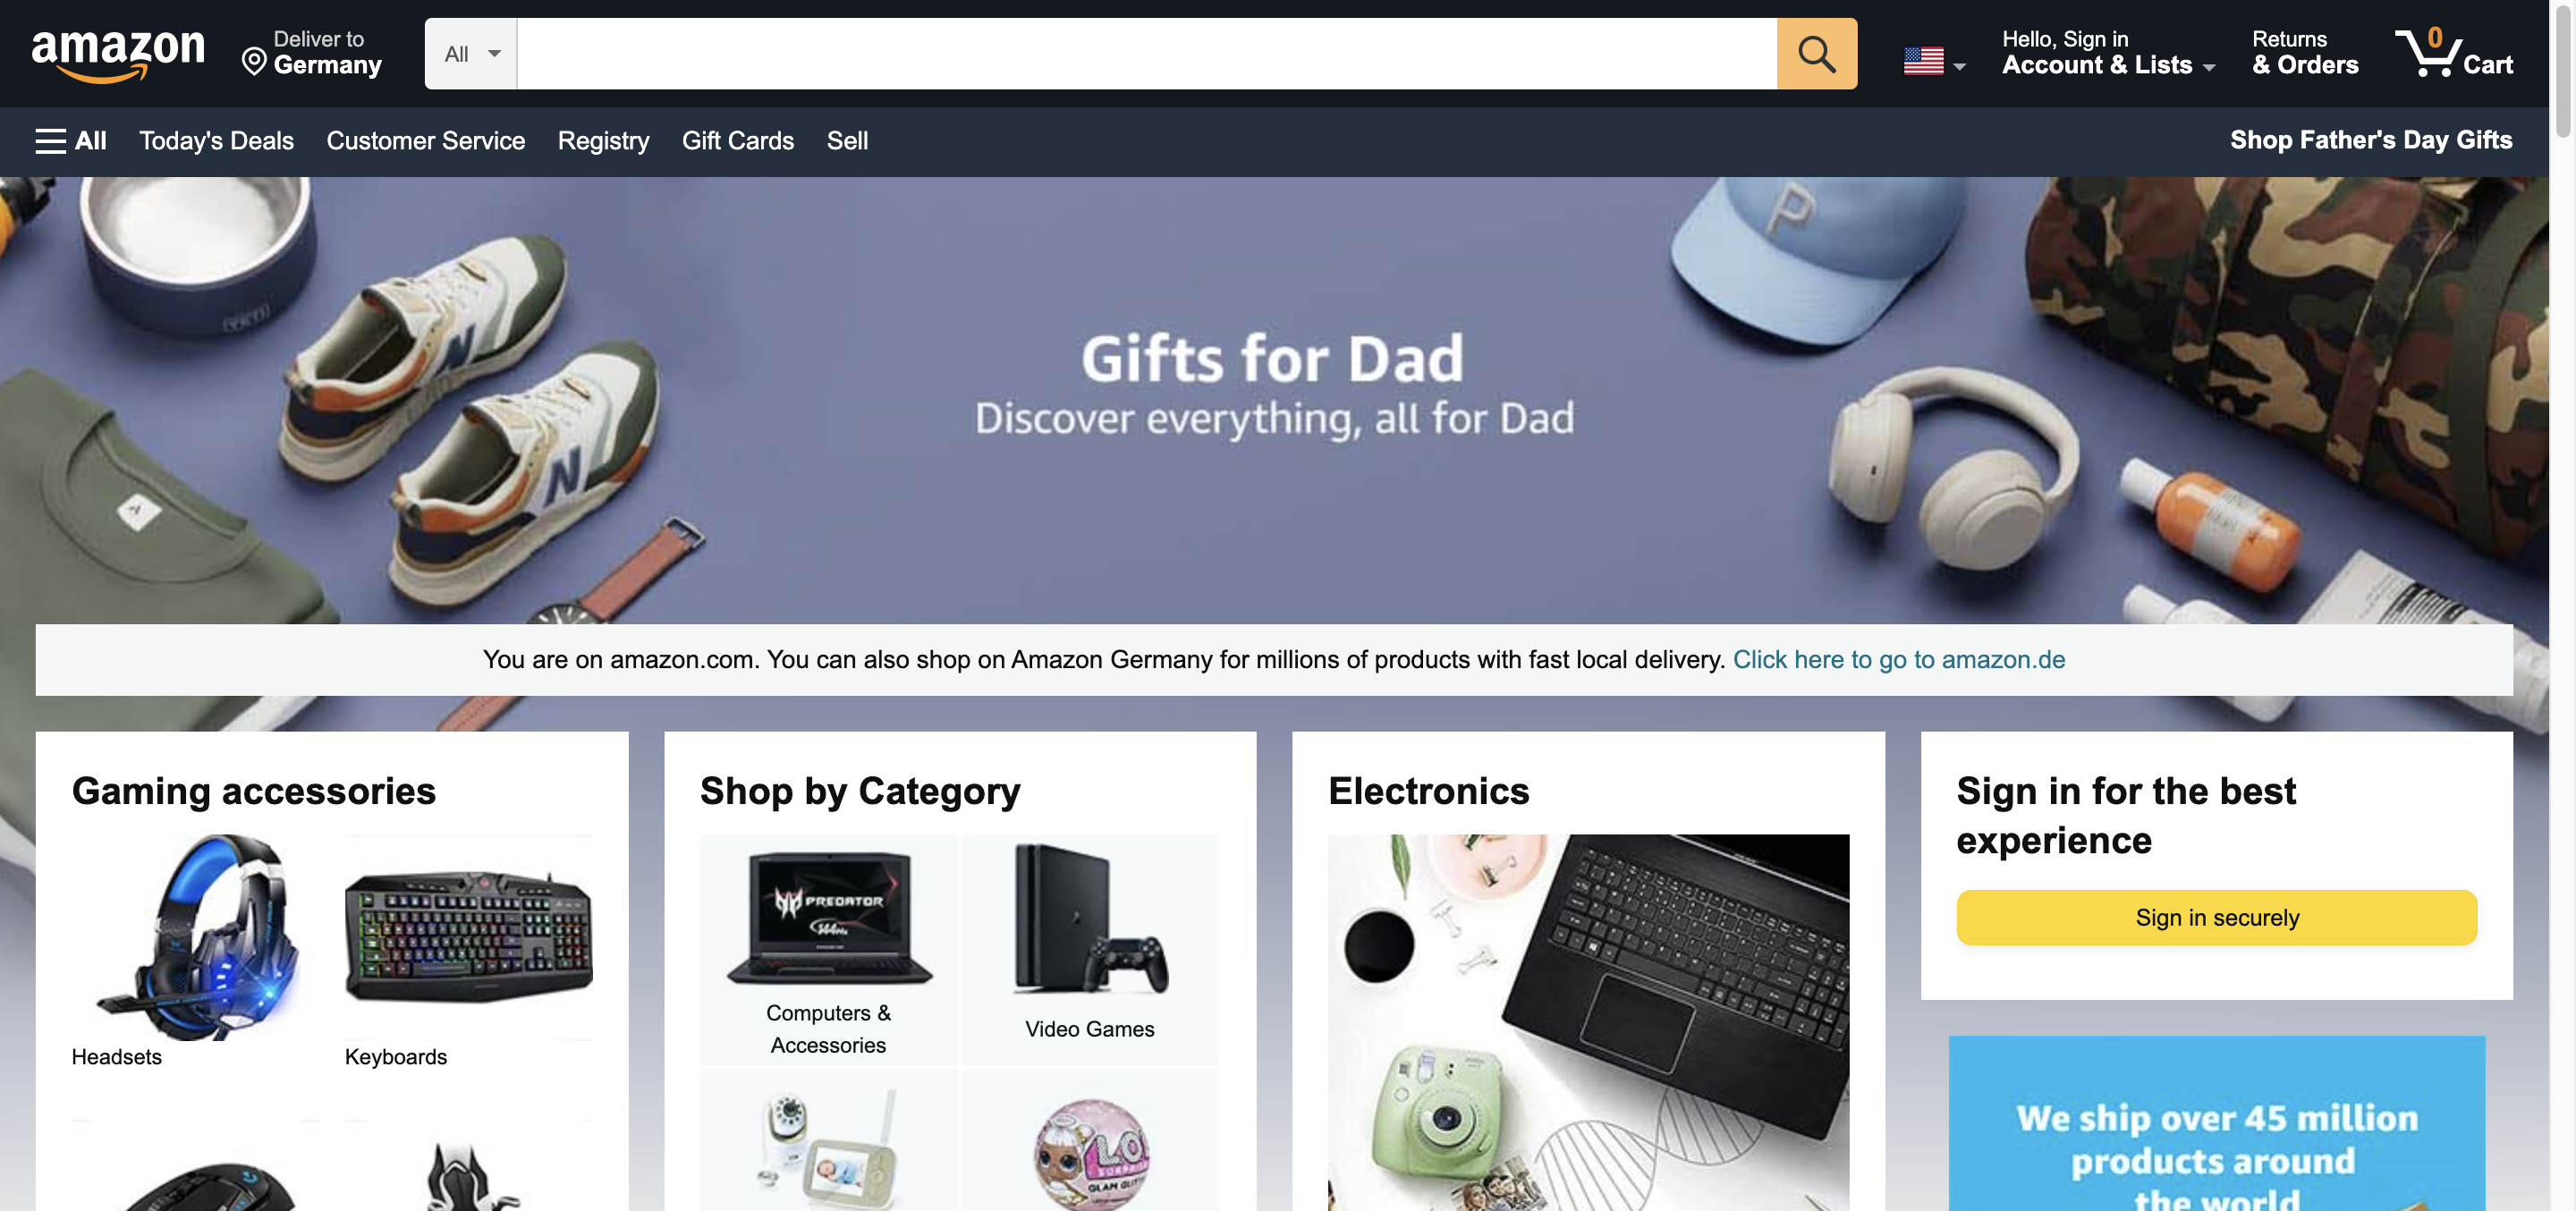 amazon
Deliver to
Germany
All
Hello, Sign in
Account & Lists
Returns
& Orders
0
Cart
All
Today's Deals
Customer Service
Registry
Gift Cards
Sell
Shop Father's Day Gifts
YETI
P
N
N
A
Gifts for Dad
Discover everything, all for Dad
You are on amazon.com. You can also shop on Amazon Germany for millions of products with fast local delivery. Click here to go to amazon.de
Gaming accessories
Headsets
Keyboards
Shop by Category
PREDATOR
Computers &
Accessories
Video Games
L.O.L.
SURPRISE
GLAM GLITTER
Electronics
Sign in for the best
experience
Sign in securely
We ship over 45 million
products around
the world